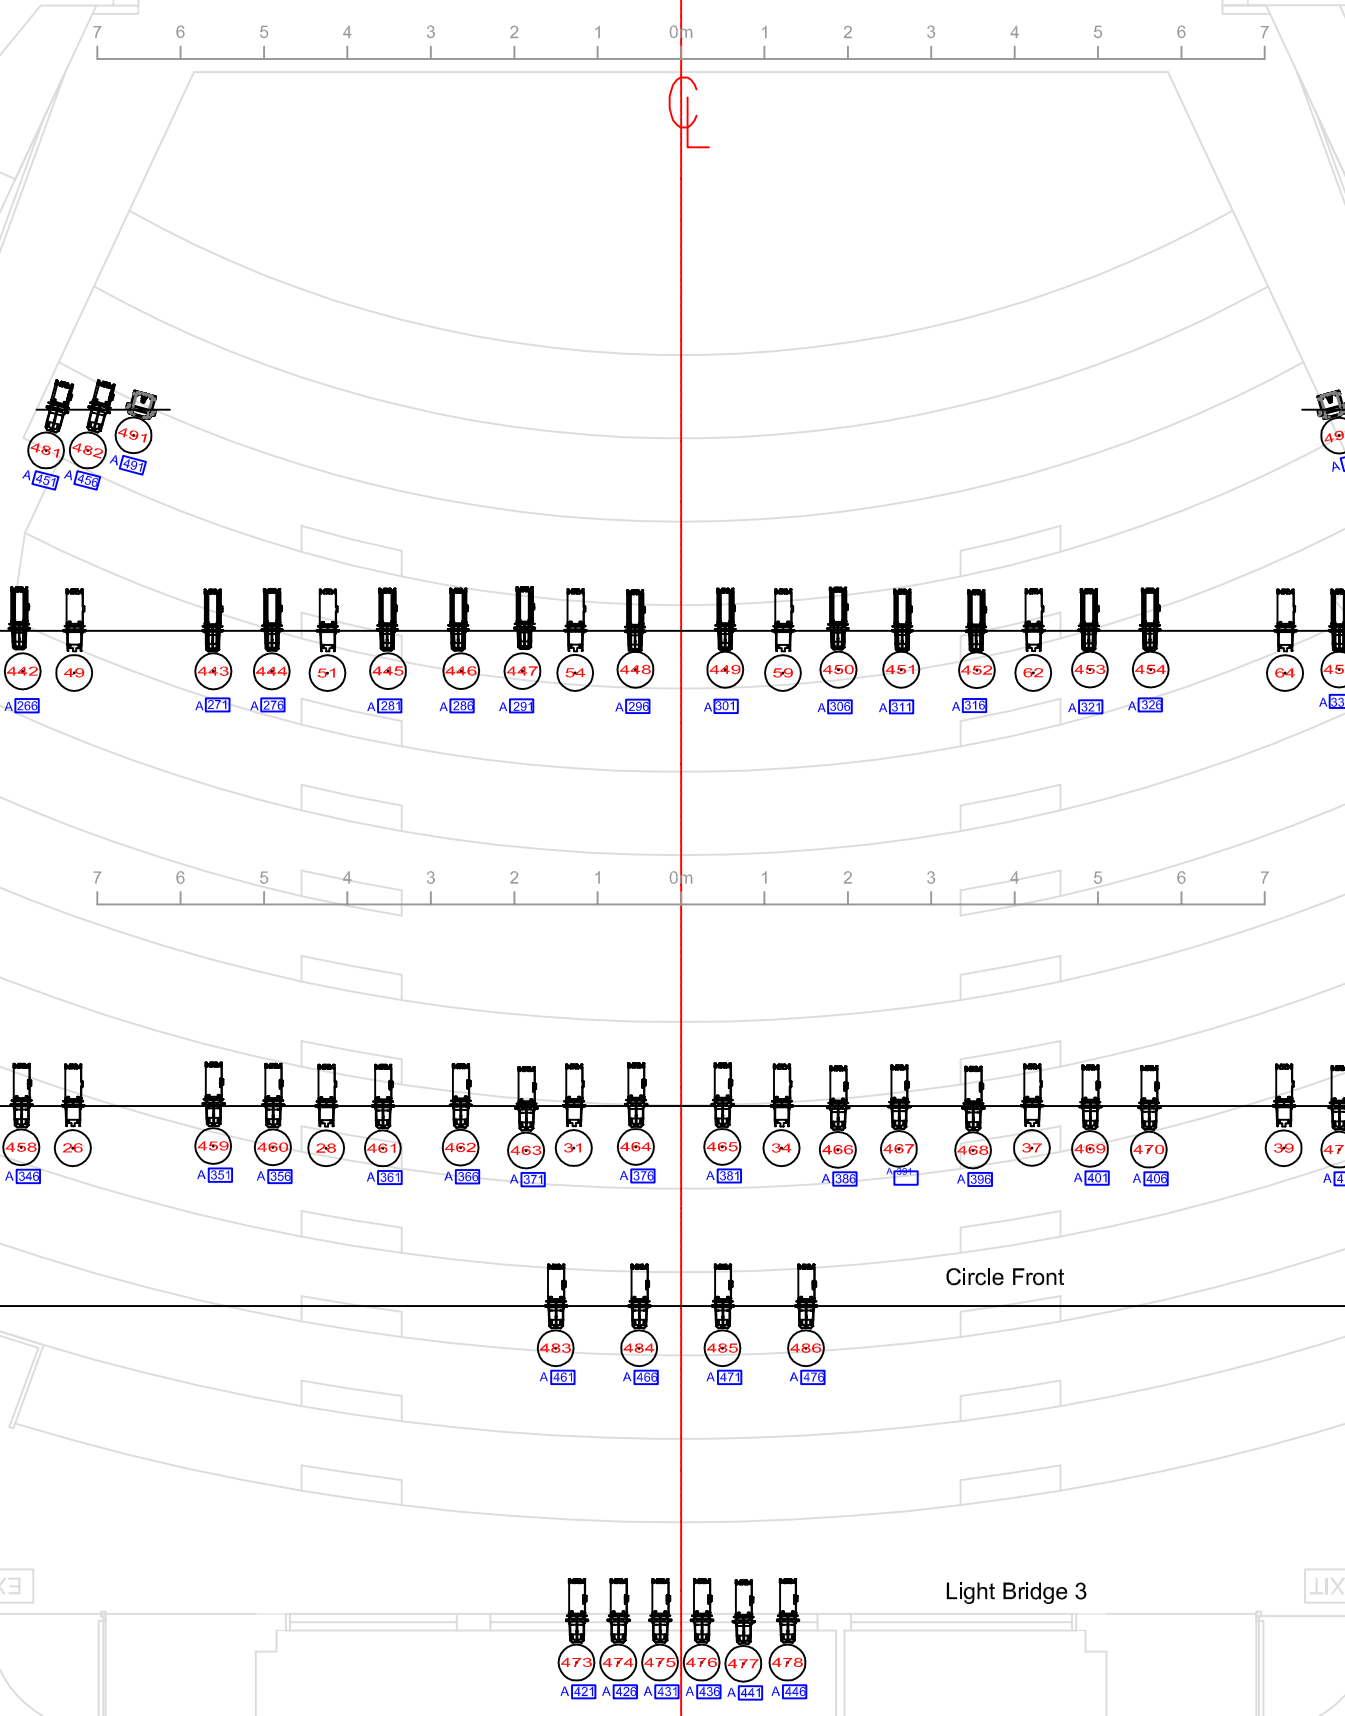 7 6 5 4 3 2 1 0m 1 2 3 4 5 6 7
CL
481 482 491
A 451 A 456 A 491
442 49 443 444 51 445 446 447 54 448 449 59 450 451 452 62 453 454 64
A 266 A 271 A 276 A 281 A 286 A 291 A 296 A 301 A 306 A 311 A 316 A 321 A 326
7 6 5 4 3 2 1 0m 1 2 3 4 5 6 7
458 26 459 460 28 461 462 463 31 464 465 34 466 467 468 37 469 470 39
A 346 A 351 A 356 A 361 A 366 A 371 A 376 A 381 A 386 A 391 A 396 A 401 A 406
Circle Front
483 484 485 486
A 461 A 466 A 471 A 476
EXIT
Light Bridge 3
473 474 475 476 477 478
A 421 A 426 A 431 A 436 A 441 A 446